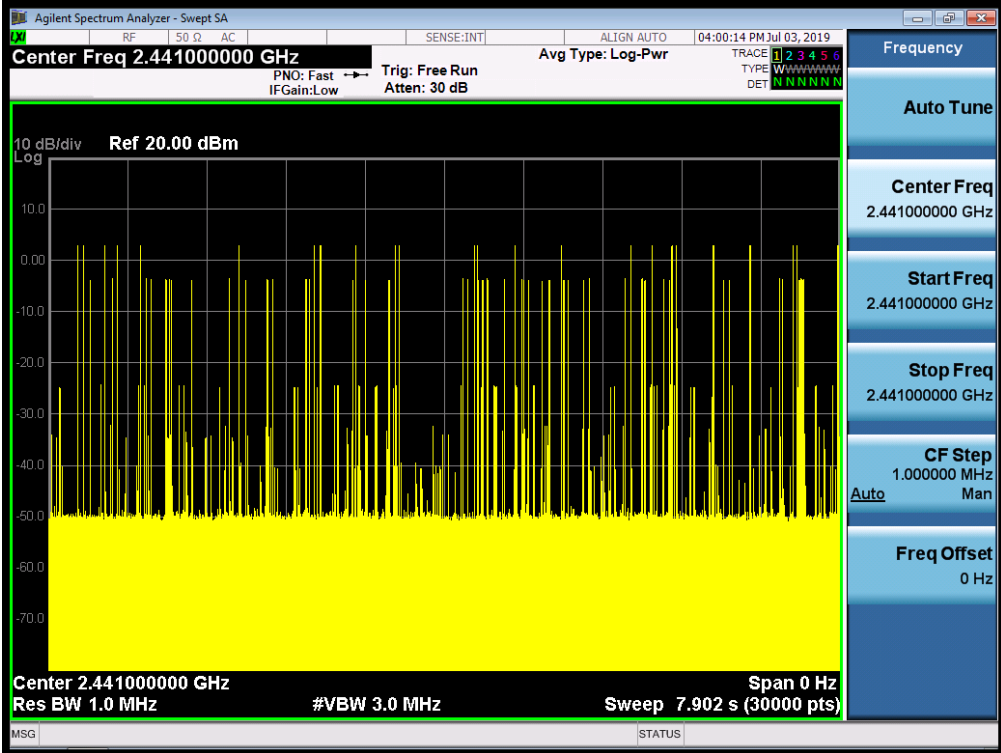 Agilent Spectrum Analyzer - Swept SA
LXI RF 50 Ω AC SENSE:INT ALIGN AUTO 04:00:14 PM Jul 03, 2019
Center Freq 2.441000000 GHz Avg Type: Log-Pwr TRACE 1 2 3 4 5 6
PNO: Fast Trig: Free Run TYPE WWWWWW
IFGain:Low Atten: 30 dB DET N N N N N N
10 dB/div Ref 20.00 dBm
Log
10.0
0.00
-10.0
-20.0
-30.0
-40.0
-50.0
-60.0
-70.0
Center 2.441000000 GHz Span 0 Hz
Res BW 1.0 MHz #VBW 3.0 MHz Sweep 7.902 s (30000 pts)
MSG STATUS
Frequency
Auto Tune
Center Freq
2.441000000 GHz
Start Freq
2.441000000 GHz
Stop Freq
2.441000000 GHz
CF Step
1.000000 MHz
Auto Man
Freq Offset
0 Hz